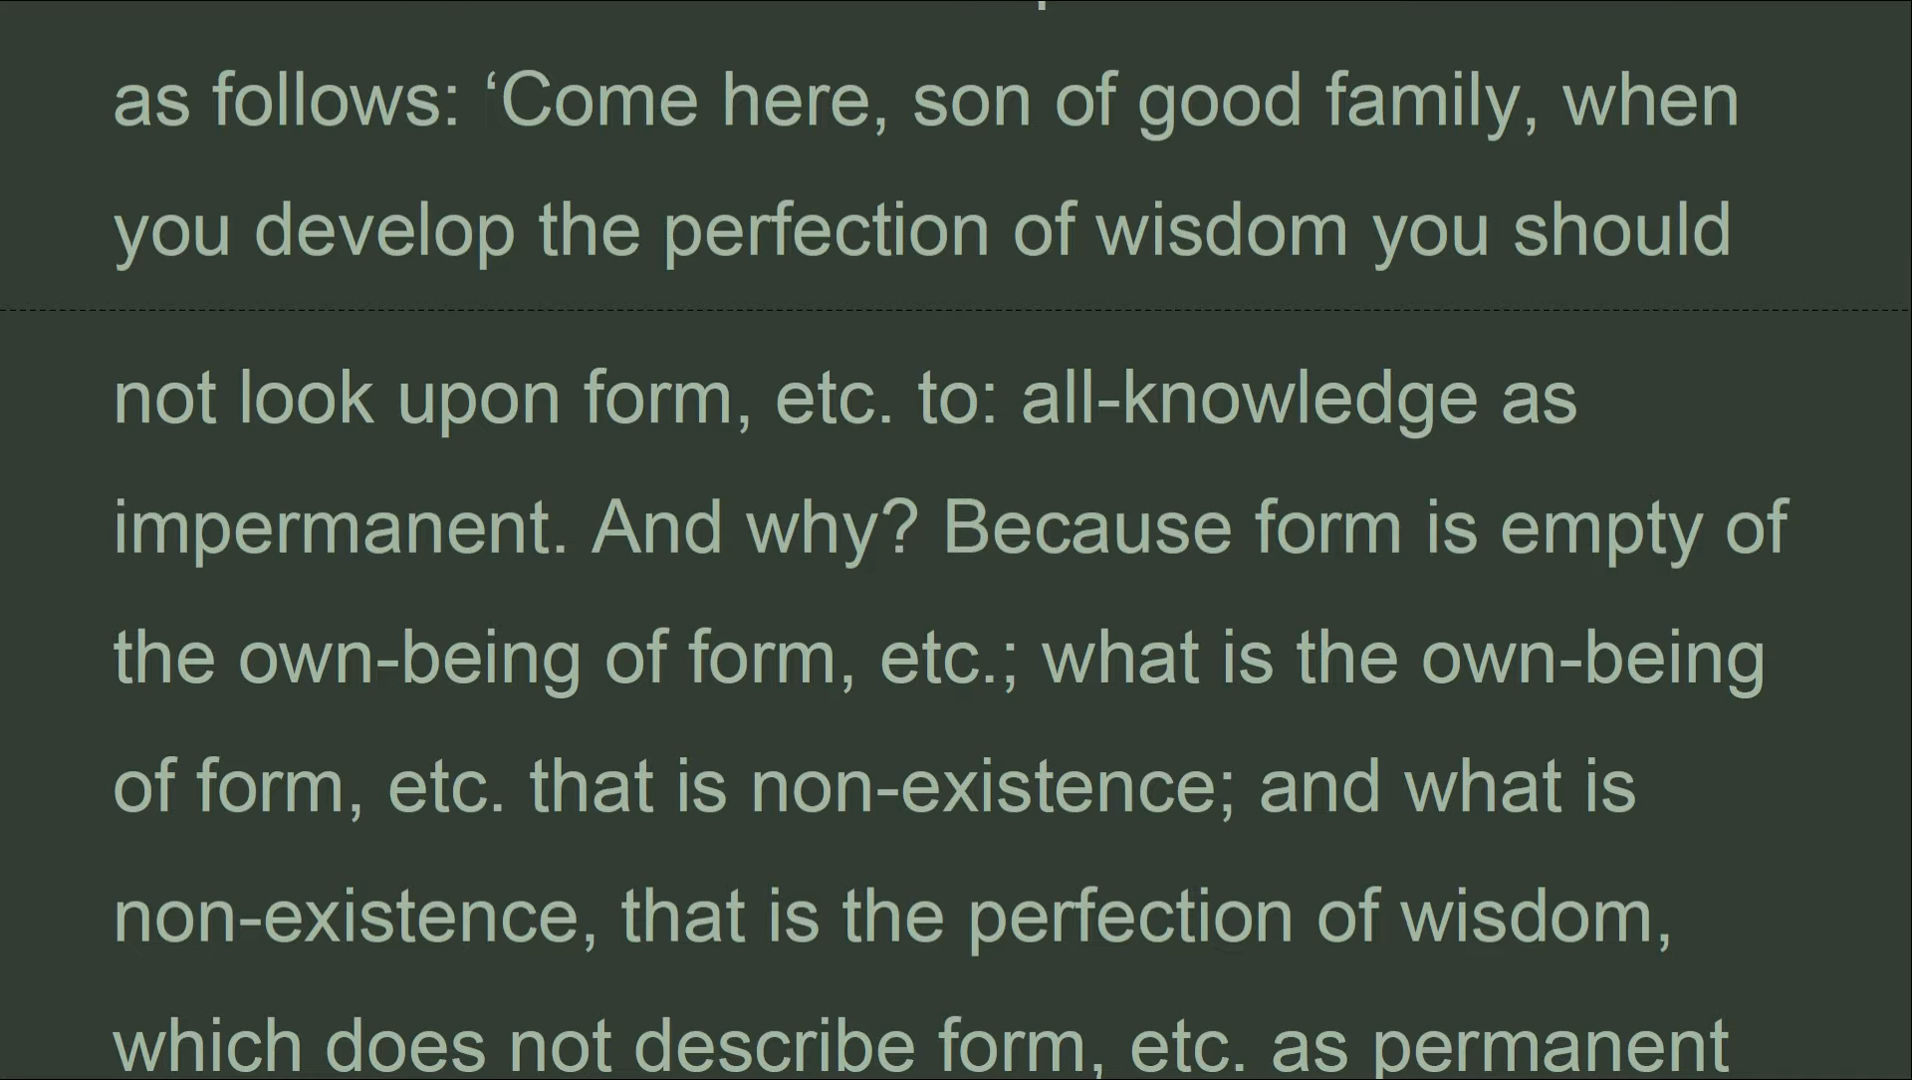 as follows: ‘Come here, son of good family, when
you develop the perfection of wisdom you should
not look upon form, etc. to: all-knowledge as
impermanent. And why? Because form is empty of
the own-being of form, etc.; what is the own-being
of form, etc. that is non-existence; and what is
non-existence, that is the perfection of wisdom,
which does not describe form, etc. as permanent